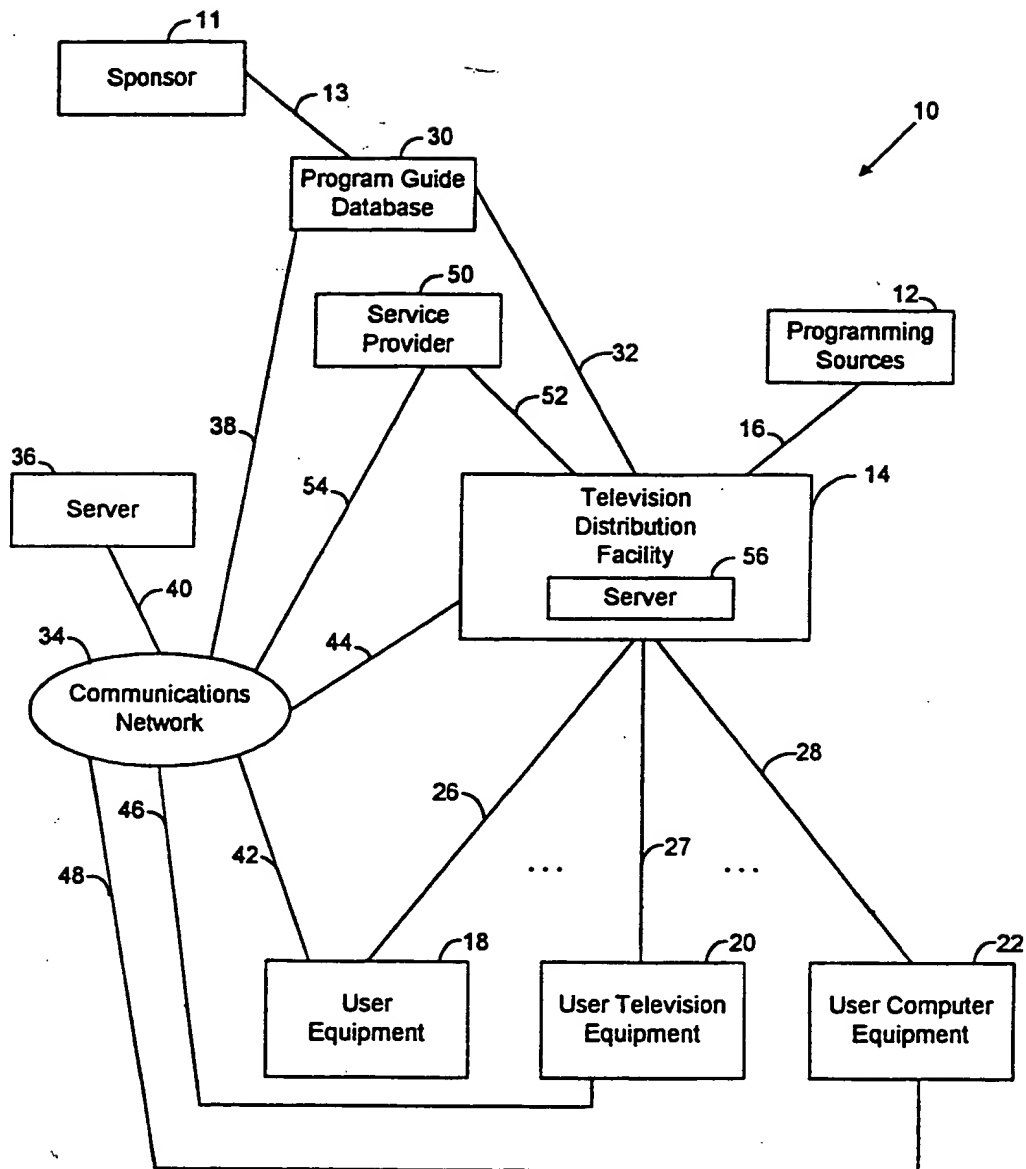 11
Sponsor
13
10
30
Program Guide
Database
50
Service
Provider
12
Programming
Sources
32
52
16
38
36
Server
54
14
Television
Distribution
Facility
56
Server
40
34
44
Communications
Network
28
26
46
42
27
48
... ...
18
User
Equipment
20
User Television
Equipment
22
User Computer
Equipment